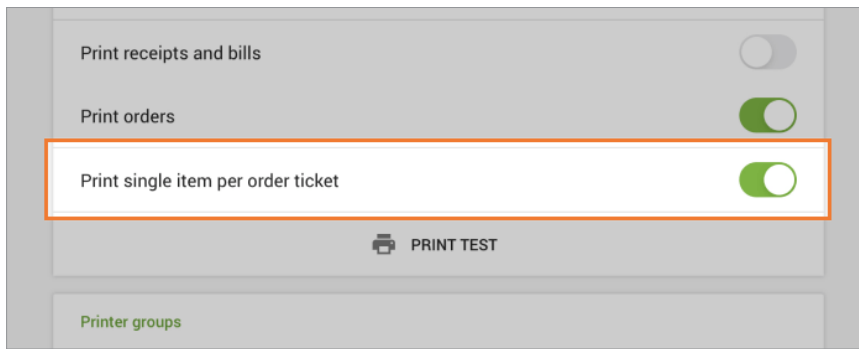 Print receipts and bills
Print orders
Print single item per order ticket
PRINT TEST
Printer groups